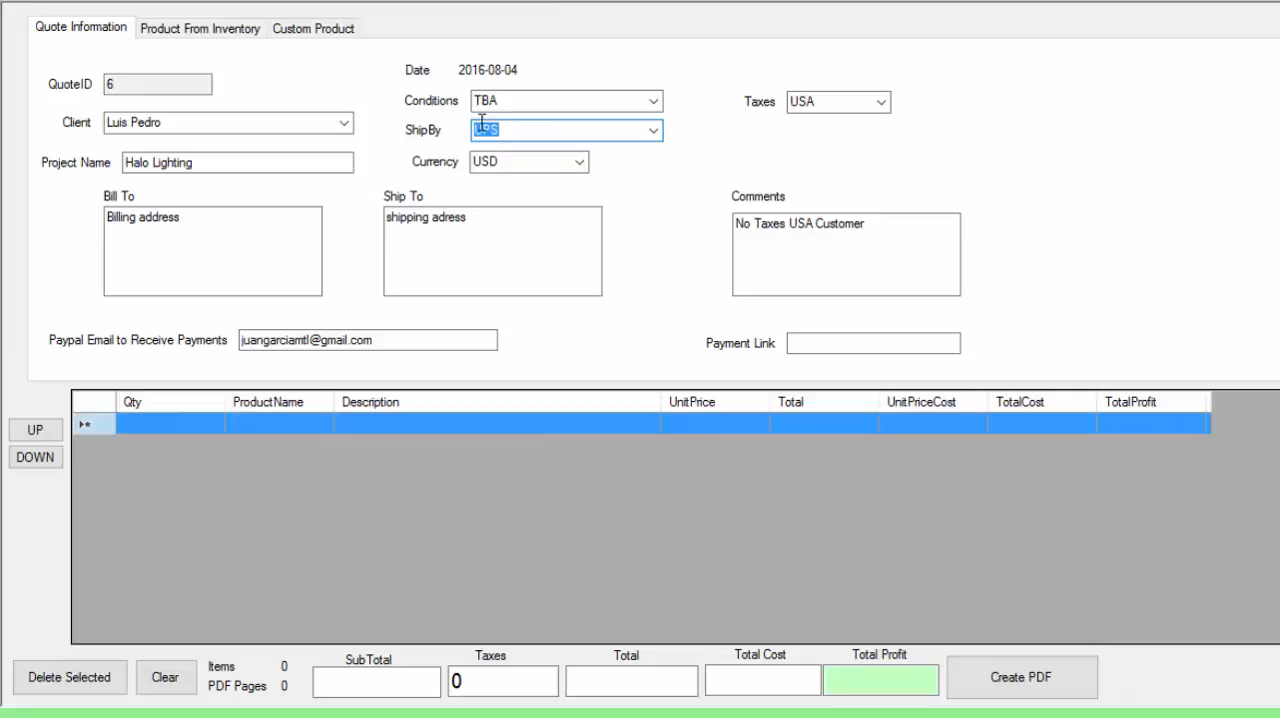 Quote Information Product From Inventory Custom Product
Date 2016-08-04
QuoteID 6
Conditions TBA
Taxes USA
Client Luis Pedro
ShipBy UPS
Project Name Halo Lighting
Currency USD
Bill To
Billing address
Ship To
shipping adress
Comments
No Taxes USA Customer
Paypal Email to Receive Payments juangarciamtl@gmail.com
Payment Link
Qty ProductName Description UnitPrice Total UnitPriceCost TotalCost TotalProfit
UP
DOWN
Delete Selected
Clear
Items 0
PDF Pages 0
SubTotal
Taxes
0
Total
Total Cost
Total Profit
Create PDF